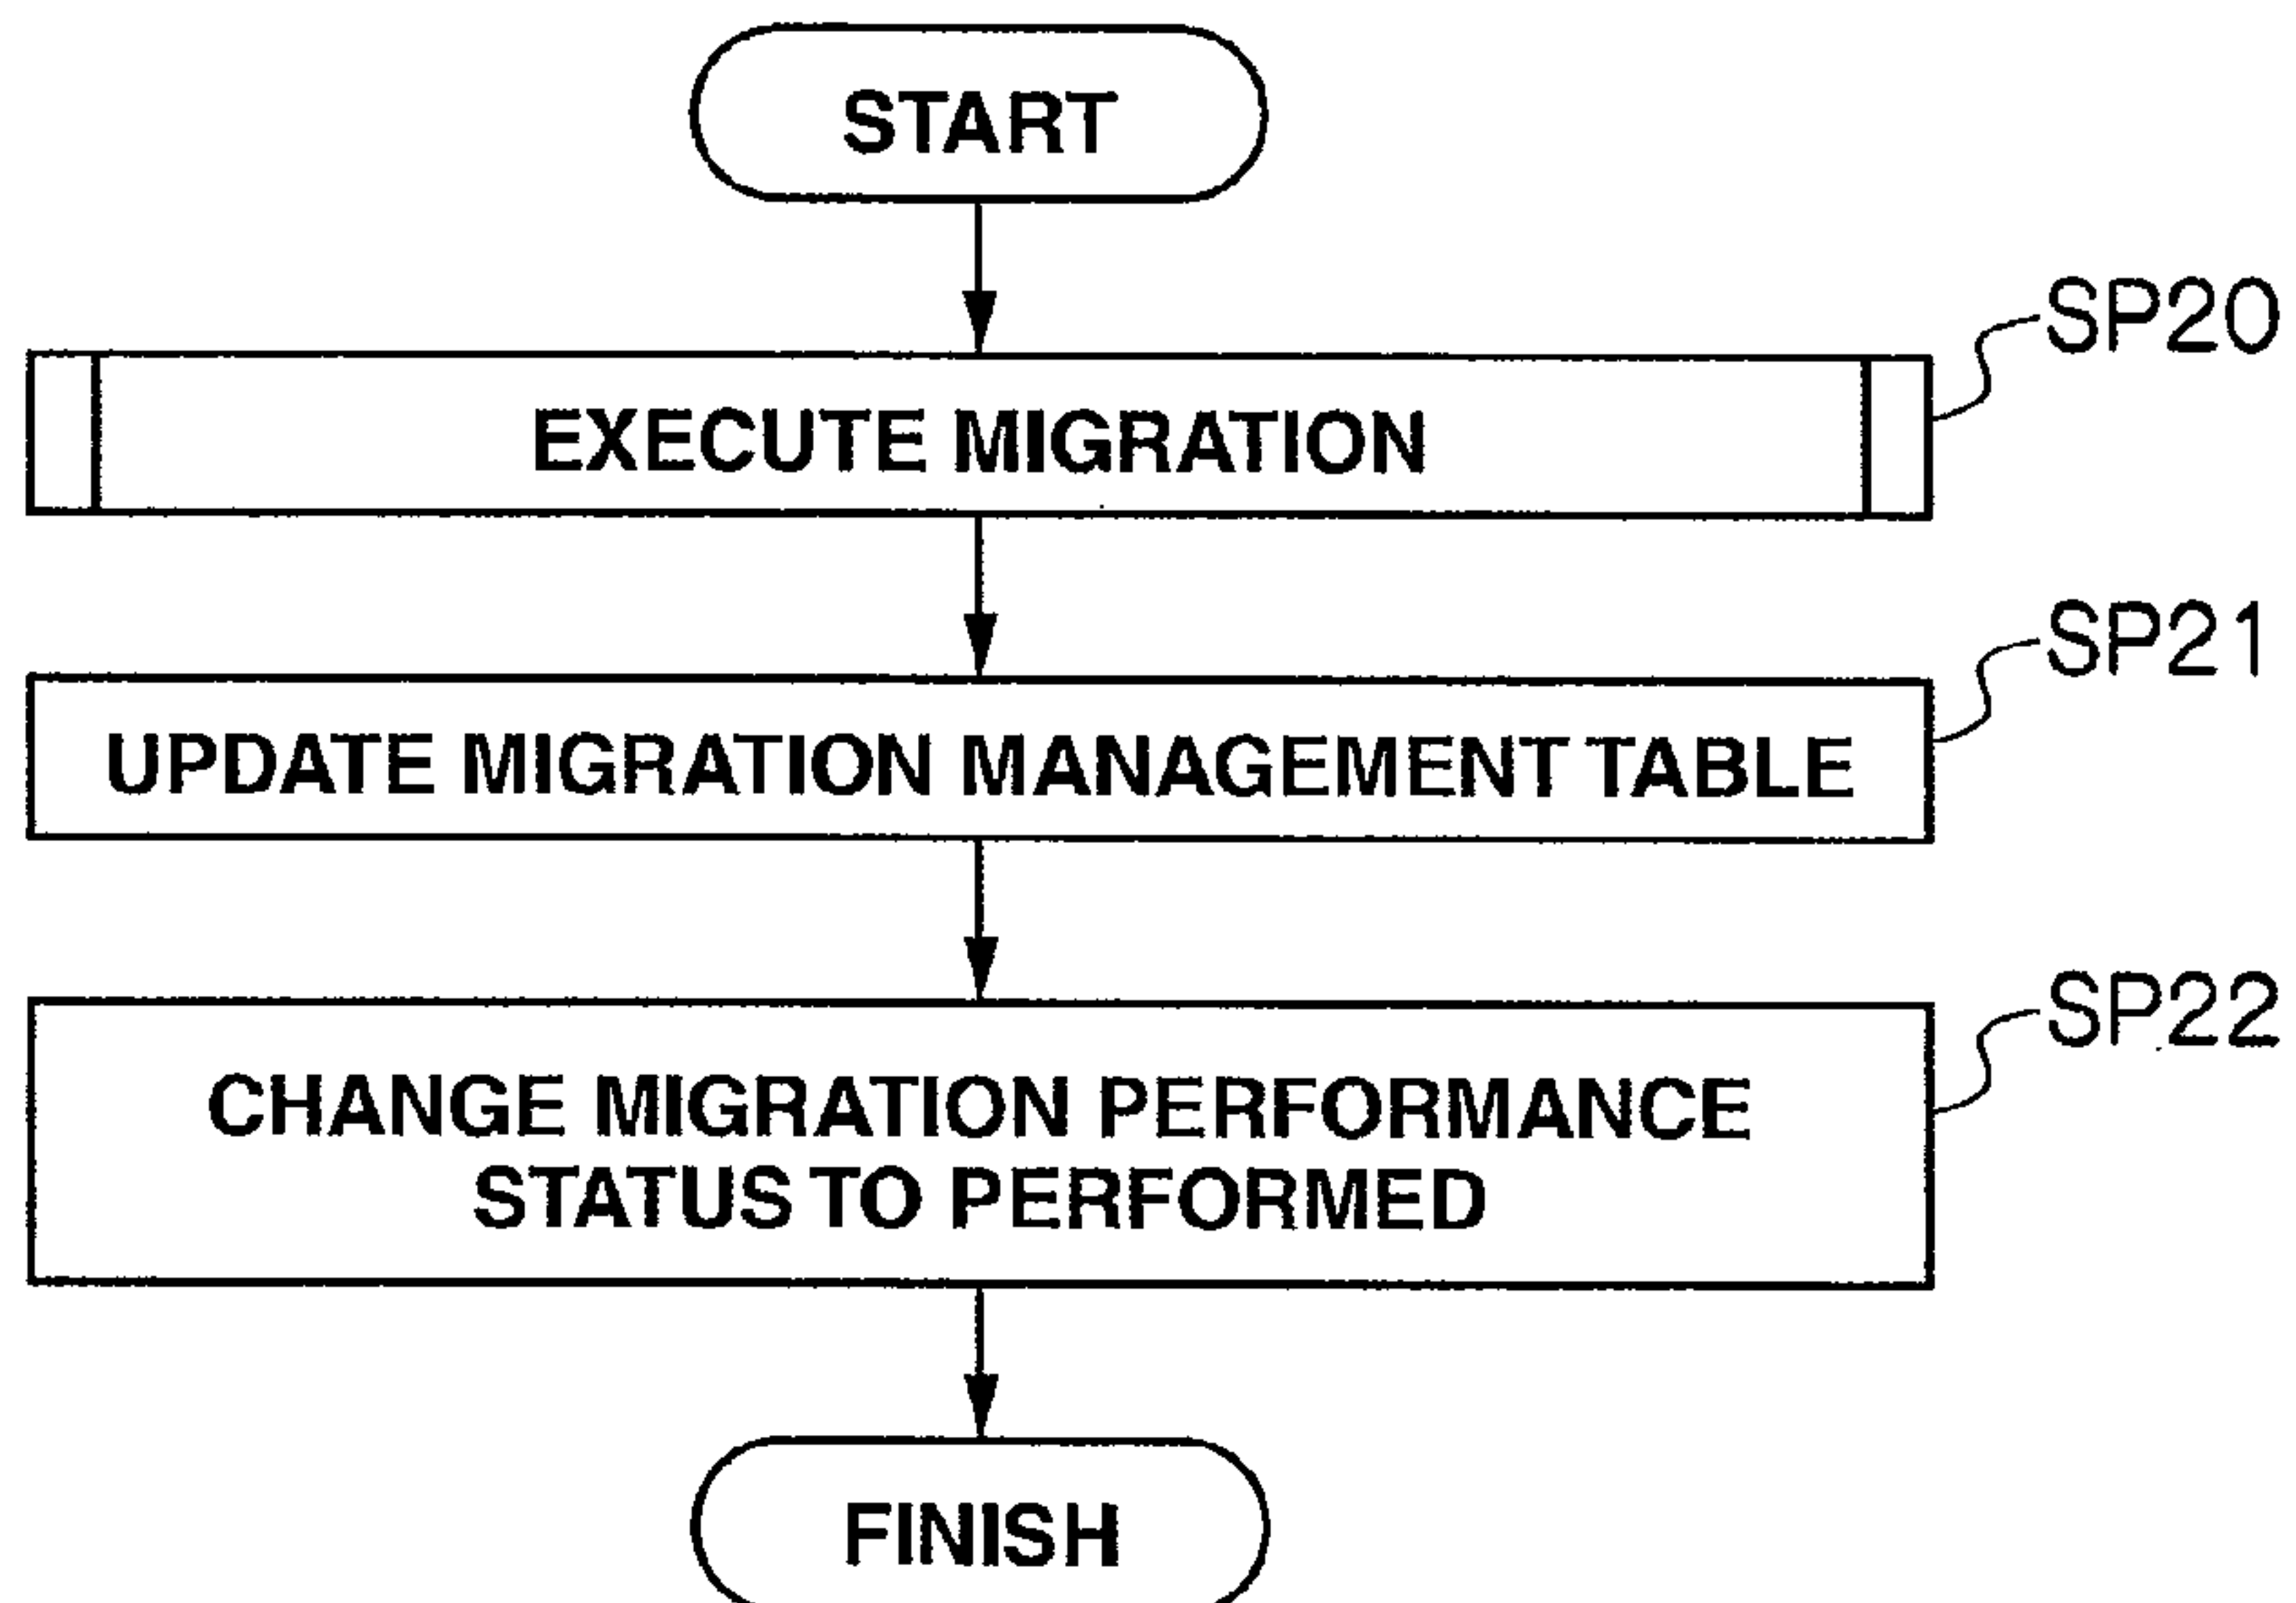 START
SP20
EXECUTE MIGRATION
SP21
UPDATE MIGRATION MANAGEMENT TABLE
SP22
CHANGE MIGRATION PERFORMANCE
STATUS TO PERFORMED
FINISH